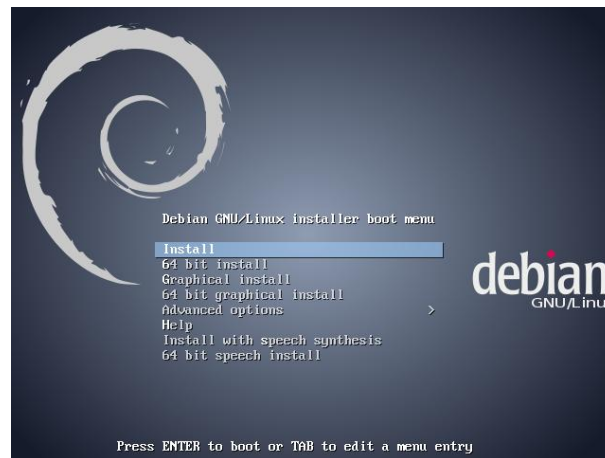 Debian GNU/Linux installer boot menu
Install
64 bit install
Graphical install
64 bit graphical install
Advanced options >
Help
Install with speech synthesis
64 bit speech install
debian
GNU/Linu
Press ENTER to boot or TAB to edit a menu entry